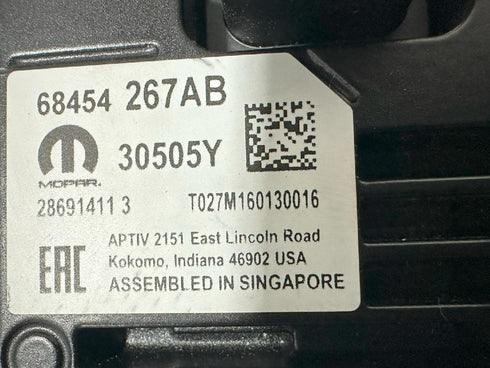 68454 267AB
MOPAR
30505Y
28691411 3
T027M160130016
EAC
APTIV 2151 East Lincoln Road
Kokomo, Indiana 46902 USA
ASSEMBLED IN SINGAPORE